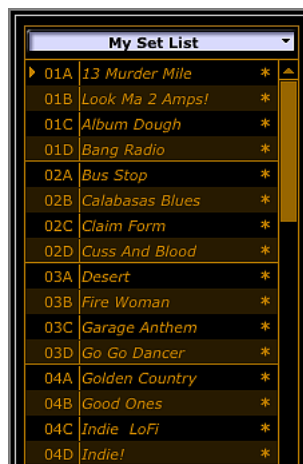 My Set List
01A 13 Murder Mile *
01B Look Ma 2 Amps! *
01C Album Dough *
01D Bang Radio *
02A Bus Stop *
02B Calabasas Blues *
02C Claim Form *
02D Cuss And Blood *
03A Desert *
03B Fire Woman *
03C Garage Anthem *
03D Go Go Dancer *
04A Golden Country *
04B Good Ones *
04C Indie  LoFi *
04D Indie! *